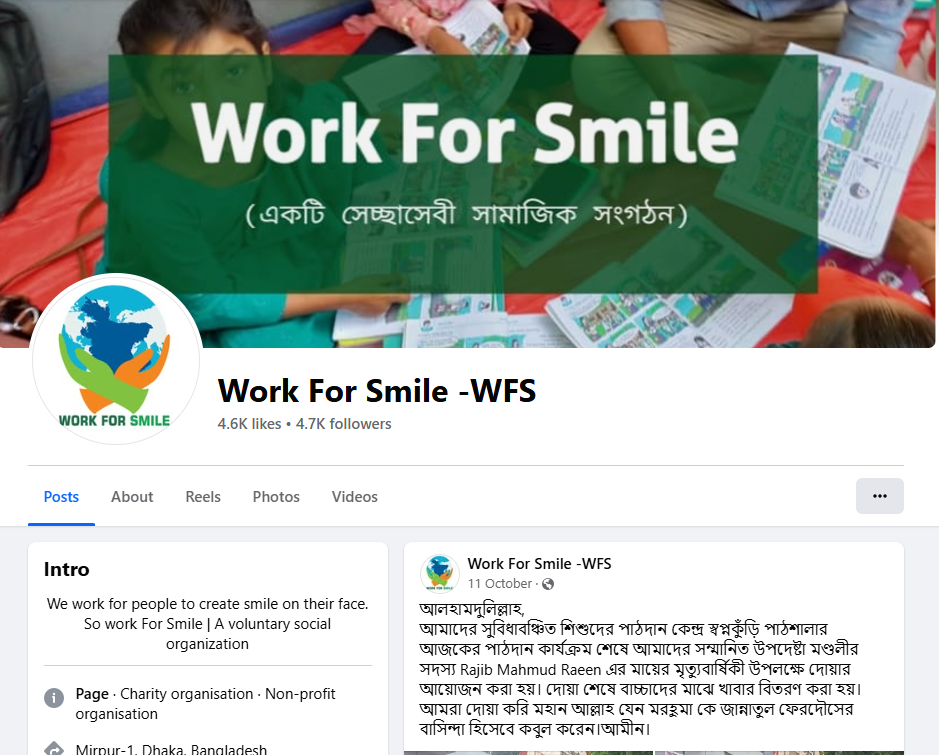 Work For Smile
(একটি সেচ্ছাসেবী সামাজিক সংগঠন)
WORK FOR SMILE
Work For Smile -WFS
4.6K likes • 4.7K followers
Posts About Reels Photos Videos
Intro
We work for people to create smile on their face.
So work For Smile | A voluntary social
organization
Page · Charity organisation · Non-profit
organisation
Mirpur-1, Dhaka, Bangladesh
Work For Smile -WFS
11 October ·
আলহামদুলিল্লাহ,
আমাদের সুবিধাবঞ্চিত শিশুদের পাঠদান কেন্দ্র স্বপ্নকুঁড়ি পাঠশালার
আজকের পাঠদান কার্যক্রম শেষে আমাদের সম্মানিত উপদেষ্টা মণ্ডলীর
সদস্য Rajib Mahmud Raeen এর মায়ের মৃত্যুবার্ষিকী উপলক্ষে দোয়ার
আয়োজন করা হয়। দোয়া শেষে বাচ্চাদের মাঝে খাবার বিতরণ করা হয়।
আমরা দোয়া করি মহান আল্লাহ যেন মরহুমা কে জান্নাতুল ফেরদৌসের
বাসিন্দা হিসেবে কবুল করেন।আমীন।